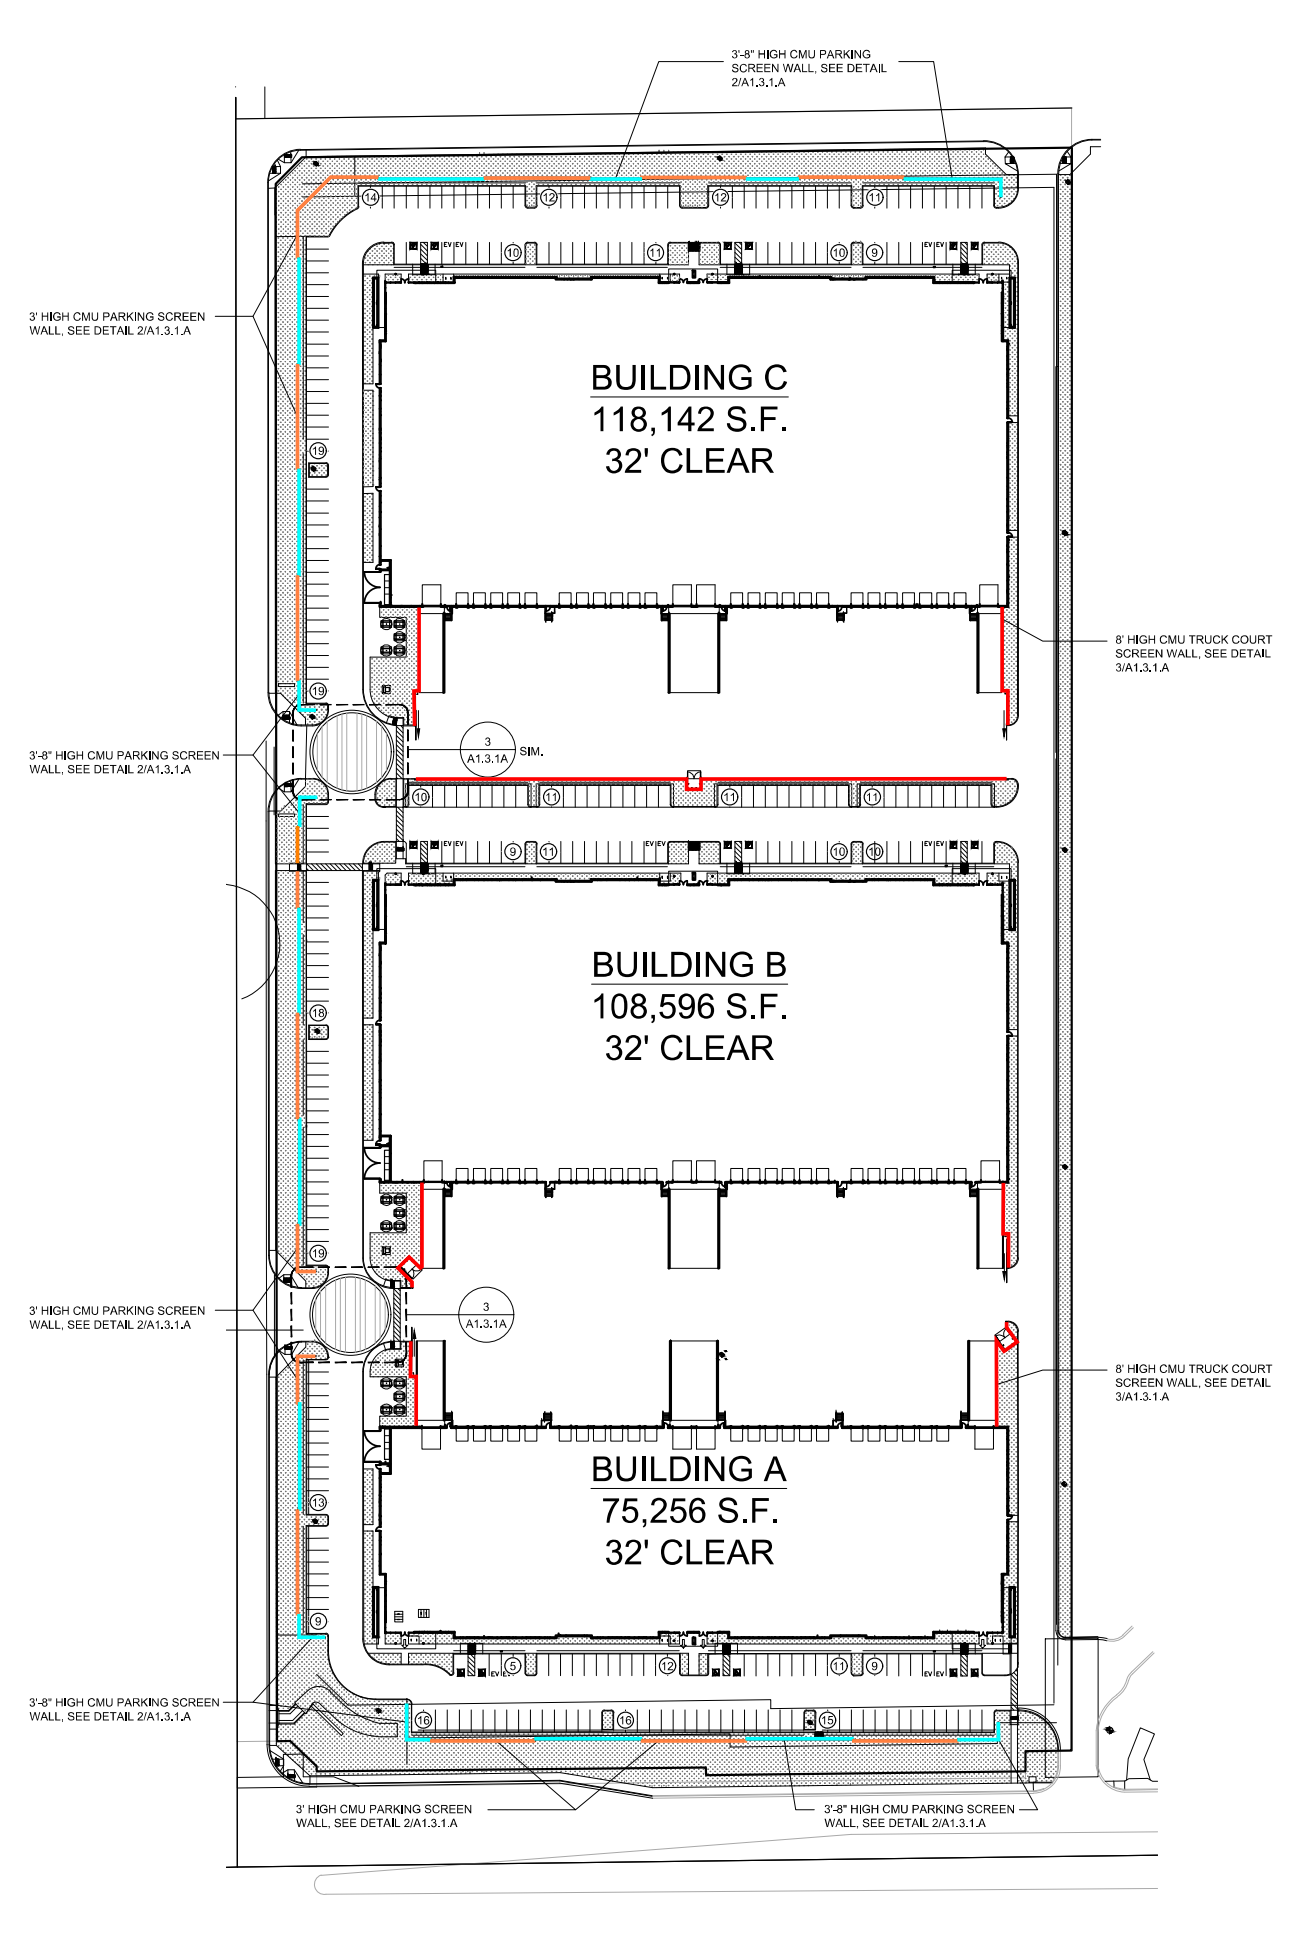 3'-8" HIGH CMU PARKING
SCREEN WALL, SEE DETAIL
2/A1.3.1.A
14
12
12
11
EV EV
10
11
10
9
EV EV
3' HIGH CMU PARKING SCREEN
WALL, SEE DETAIL 2/A1.3.1.A
BUILDING C
118,142 S.F.
32' CLEAR
19
8' HIGH CMU TRUCK COURT
SCREEN WALL, SEE DETAIL
3/A1.3.1.A
19
3'-8" HIGH CMU PARKING SCREEN
WALL, SEE DETAIL 2/A1.3.1.A
3
A1.3.1A
SIM.
10
11
11
11
EV EV
9
11
EV EV
10
10
EV EV
BUILDING B
108,596 S.F.
32' CLEAR
18
19
3' HIGH CMU PARKING SCREEN
WALL, SEE DETAIL 2/A1.3.1.A
3
A1.3.1A
8' HIGH CMU TRUCK COURT
SCREEN WALL, SEE DETAIL
3/A1.3.1.A
BUILDING A
75,256 S.F.
32' CLEAR
13
9
5
12
11
9
EV EV
3'-8" HIGH CMU PARKING SCREEN
WALL, SEE DETAIL 2/A1.3.1.A
16
16
15
3' HIGH CMU PARKING SCREEN
WALL, SEE DETAIL 2/A1.3.1.A
3'-8" HIGH CMU PARKING SCREEN
WALL, SEE DETAIL 2/A1.3.1.A